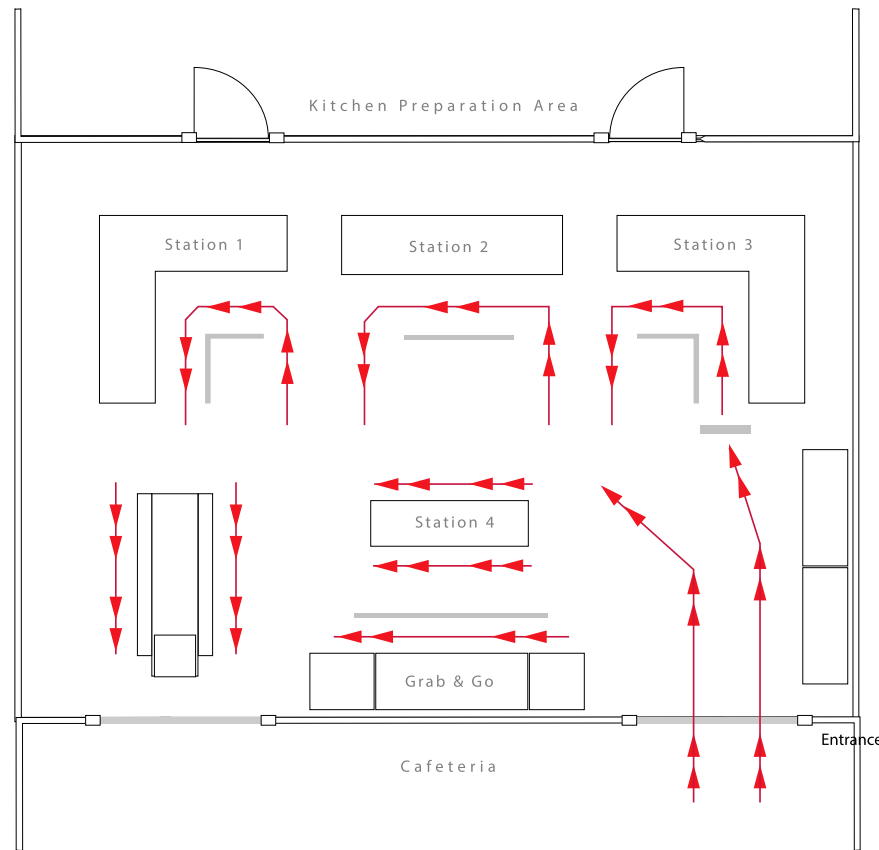 Kitchen Preparation Area
Station 1
Station 2
Station 3
Station 4
Grab & Go
Entrance
Cafeteria